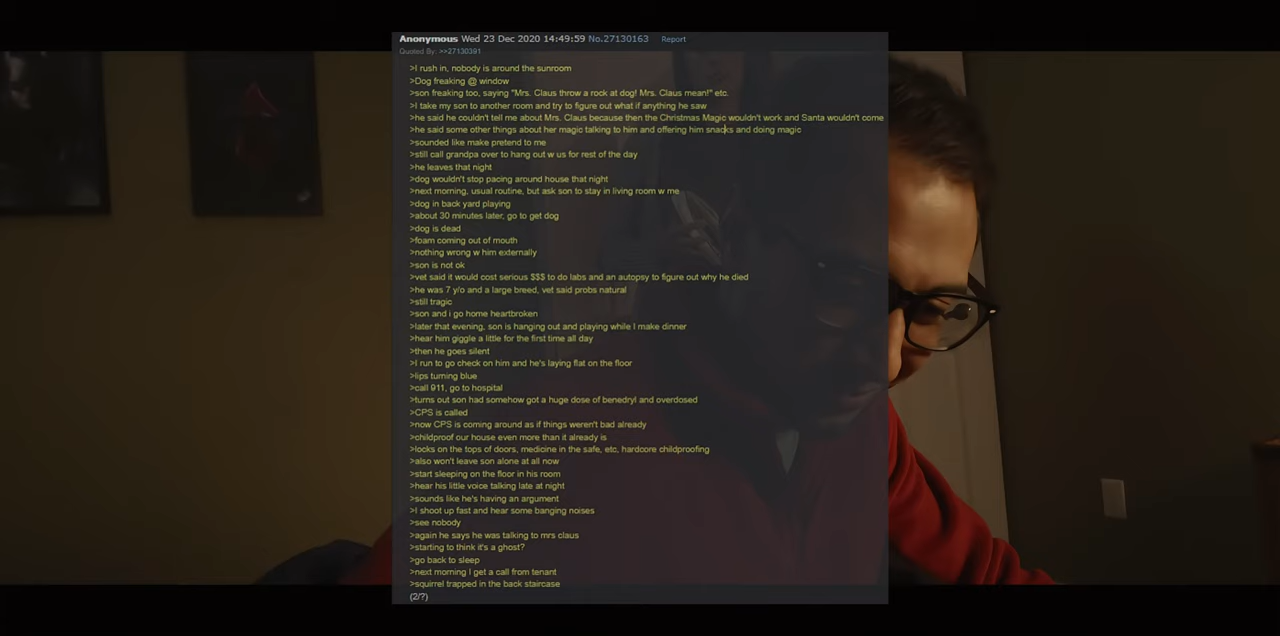 Anonymous Wed 23 Dec 2020 14:49:59 No.27130163 Report
Quoted By: >>27130391
>I rush in, nobody is around the sunroom
>Dog freaking @ window
>son freaking too, saying "Mrs. Claus throw a rock at dog! Mrs. Claus mean!" etc.
>I take my son to another room and try to figure out what if anything he saw
>he said he couldn't tell me about Mrs. Claus because then the Christmas Magic wouldn't work and Santa wouldn't come
>he said some other things about her magic talking to him and offering him snacks and doing magic
>sounded like make pretend to me
>still call grandpa over to hang out w us for rest of the day
>he leaves that night
>dog wouldn't stop pacing around house that night
>next morning, usual routine, but ask son to stay in living room w me
>dog in back yard playing
>about 30 minutes later, go to get dog
>dog is dead
>foam coming out of mouth
>nothing wrong w him externally
>son is not ok
>vet said it would cost serious $$$ to do labs and an autopsy to figure out why he died
>he was 7 y/o and a large breed, vet said probs natural
>still tragic
>son and i go home heartbroken
>later that evening, son is hanging out and playing while I make dinner
>hear him giggle a little for the first time all day
>then he goes silent
>I run to go check on him and he's laying flat on the floor
>lips turning blue
>call 911, go to hospital
>turns out son had somehow got a huge dose of benedryl and overdosed
>CPS is called
>now CPS is coming around as if things weren't bad already
>childproof our house even more than it already is
>locks on the tops of doors, medicine in the safe, etc, hardcore childproofing
>also won't leave son alone at all now
>start sleeping on the floor in his room
>hear his little voice talking late at night
>sounds like he's having an argument
>I shoot up fast and hear some banging noises
>see nobody
>again he says he was talking to mrs claus
>starting to think it's a ghost?
>go back to sleep
>next morning I get a call from tenant
>squirrel trapped in the back staircase
(2/?)